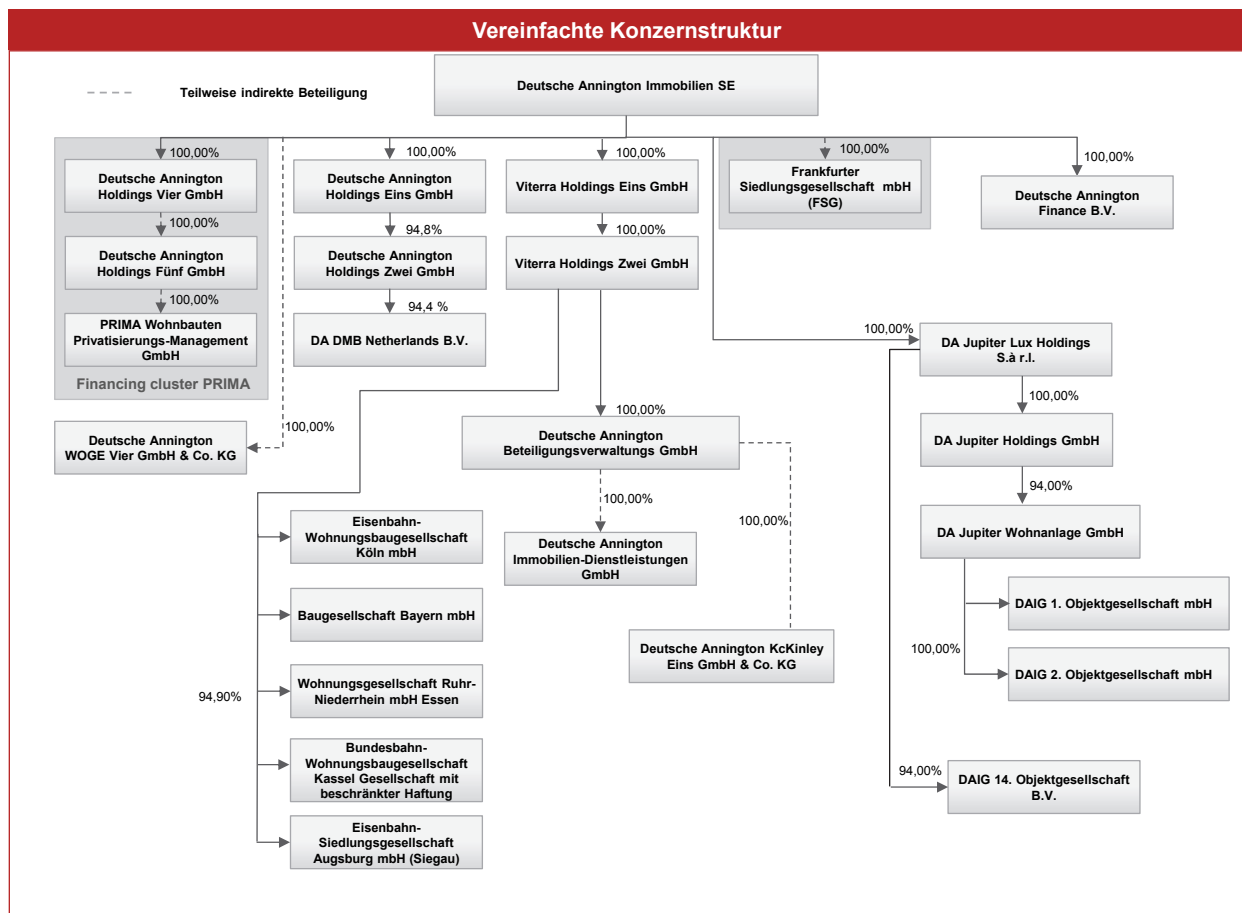 Vereinfachte Konzernstruktur
Teilweise indirekte Beteiligung
Deutsche Annington Immobilien SE
100,00%
100,00%
100,00%
100,00%
100,00%
Deutsche Annington
Holdings Vier GmbH
Deutsche Annington
Holdings Eins GmbH
Viterra Holdings Eins GmbH
Frankfurter
Siedlungsgesellschaft mbH
(FSG)
Deutsche Annington
Finance B.V.
100,00%
94,8%
100,00%
Deutsche Annington
Holdings Fünf GmbH
Deutsche Annington
Holdings Zwei GmbH
Viterra Holdings Zwei GmbH
100,00%
94,4 %
PRIMA Wohnbauten
Privatisierungs-Management
GmbH
DA DMB Netherlands B.V.
100,00%
DA Jupiter Lux Holdings
S.à r.l.
Financing cluster PRIMA
100,00%
Deutsche Annington
WOGE Vier GmbH & Co. KG
100,00%
Deutsche Annington
Beteiligungsverwaltungs GmbH
100,00%
DA Jupiter Holdings GmbH
94,00%
100,00%
100,00%
Eisenbahn-
Wohnungsbaugesellschaft
Köln mbH
Deutsche Annington
Immobilien-Dienstleistungen
GmbH
DA Jupiter Wohnanlage GmbH
DAIG 1. Objektgesellschaft mbH
Baugesellschaft Bayern mbH
Deutsche Annington KcKinley
Eins GmbH & Co. KG
100,00%
DAIG 2. Objektgesellschaft mbH
94,90%
Wohnungsgesellschaft Ruhr-
Niederrhein mbH Essen
Bundesbahn-
Wohnungsbaugesellschaft
Kassel Gesellschaft mit
beschränkter Haftung
94,00%
DAIG 14. Objektgesellschaft
B.V.
Eisenbahn-
Siedlungsgesellschaft
Augsburg mbH (Siegau)